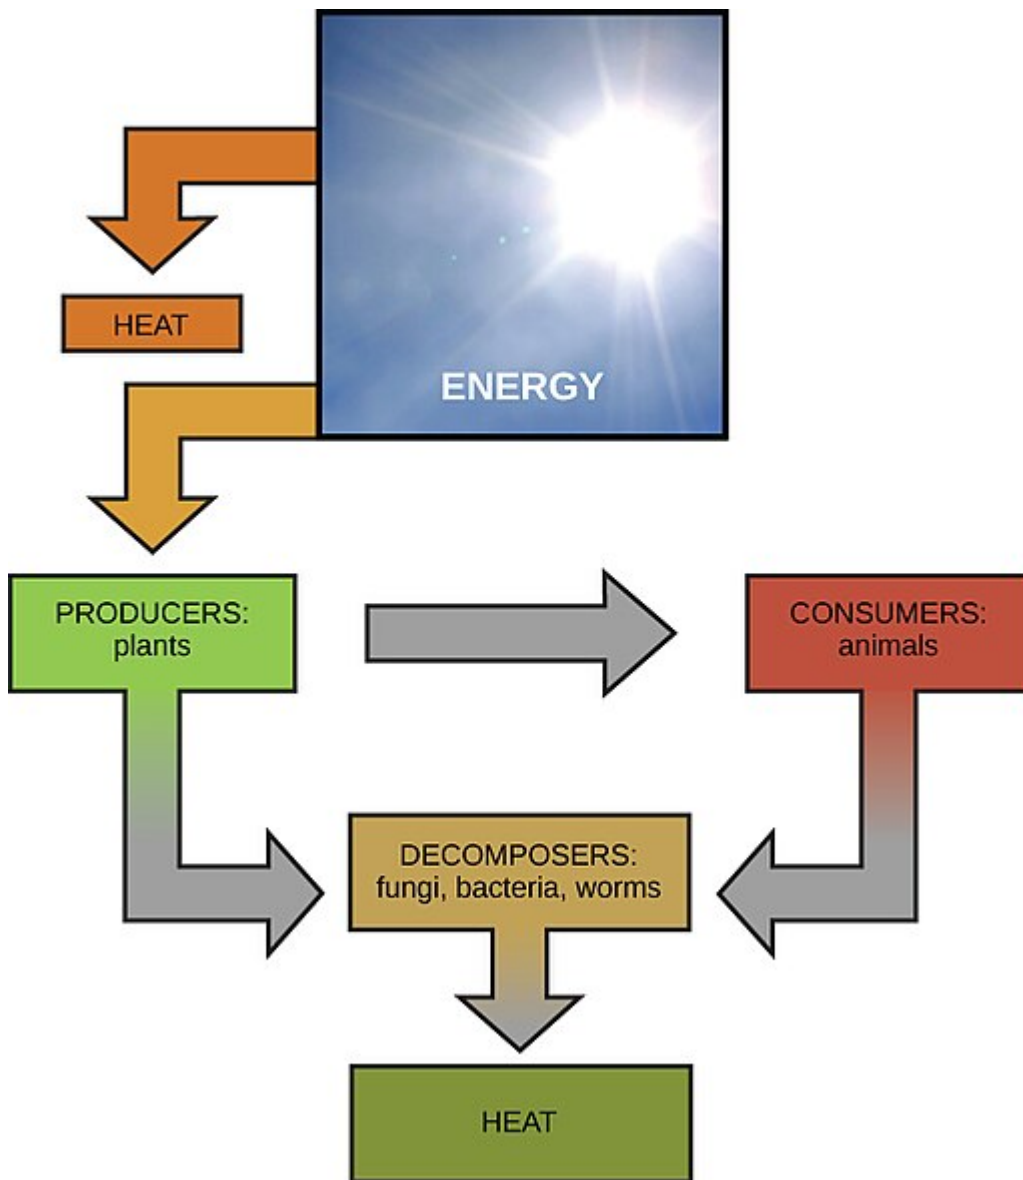 HEAT
ENERGY
PRODUCERS:
plants
CONSUMERS:
animals
DECOMPOSERS:
fungi, bacteria, worms
HEAT